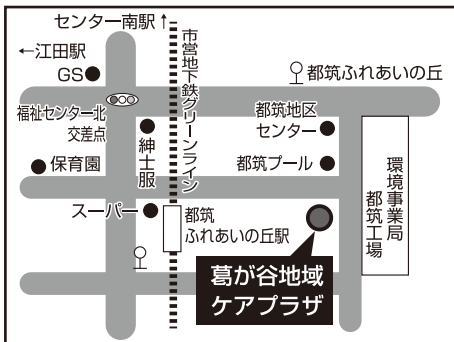 センター南駅↑
←江田駅
GS
市営地下鉄グリーンライン
都筑ふれあいの丘
福祉センター北
交差点
都筑地区
センター
紳士服
保育園
都筑プール
環境事業局
都筑工場
スーパー
都筑
ふれあいの丘駅
葛が谷地域
ケアプラザ